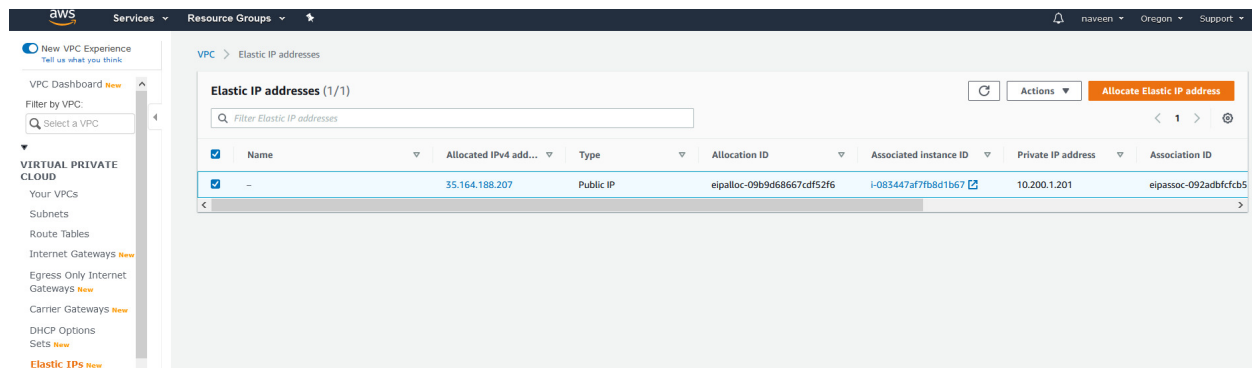 aws Services Resource Groups naveen Oregon Support
New VPC Experience
Tell us what you think
VPC Dashboard New
Filter by VPC:
Select a VPC
VIRTUAL PRIVATE
CLOUD
Your VPCs
Subnets
Route Tables
Internet Gateways New
Egress Only Internet
Gateways New
Carrier Gateways New
DHCP Options
Sets New
Elastic IPs New
VPC > Elastic IP addresses
Elastic IP addresses (1/1) Actions Allocate Elastic IP address
Filter Elastic IP addresses < 1 >
Name Allocated IPv4 add... Type Allocation ID Associated instance ID Private IP address Association ID
– 35.164.188.207 Public IP eipalloc-09b9d68667cdf52f6 i-083447af7fb8d1b67 10.200.1.201 eipassoc-092adbfcfcb5